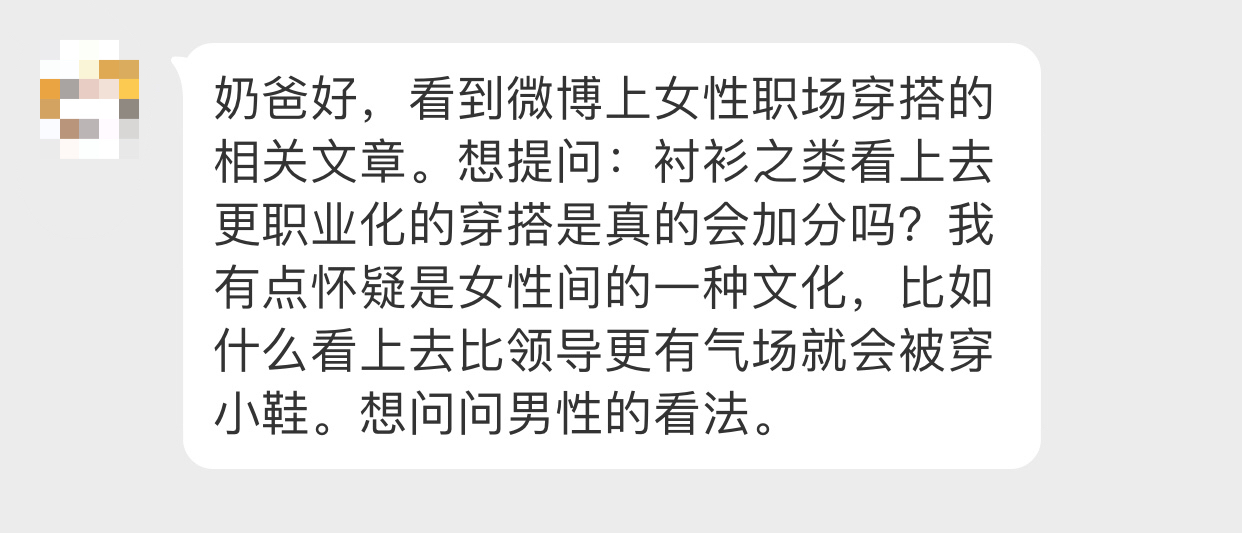 奶爸好，看到微博上女性职场穿搭的
相关文章。想提问：衬衫之类看上去
更职业化的穿搭是真的会加分吗？我
有点怀疑是女性间的一种文化，比如
什么看上去比领导更有气场就会被穿
小鞋。想问问男性的看法。